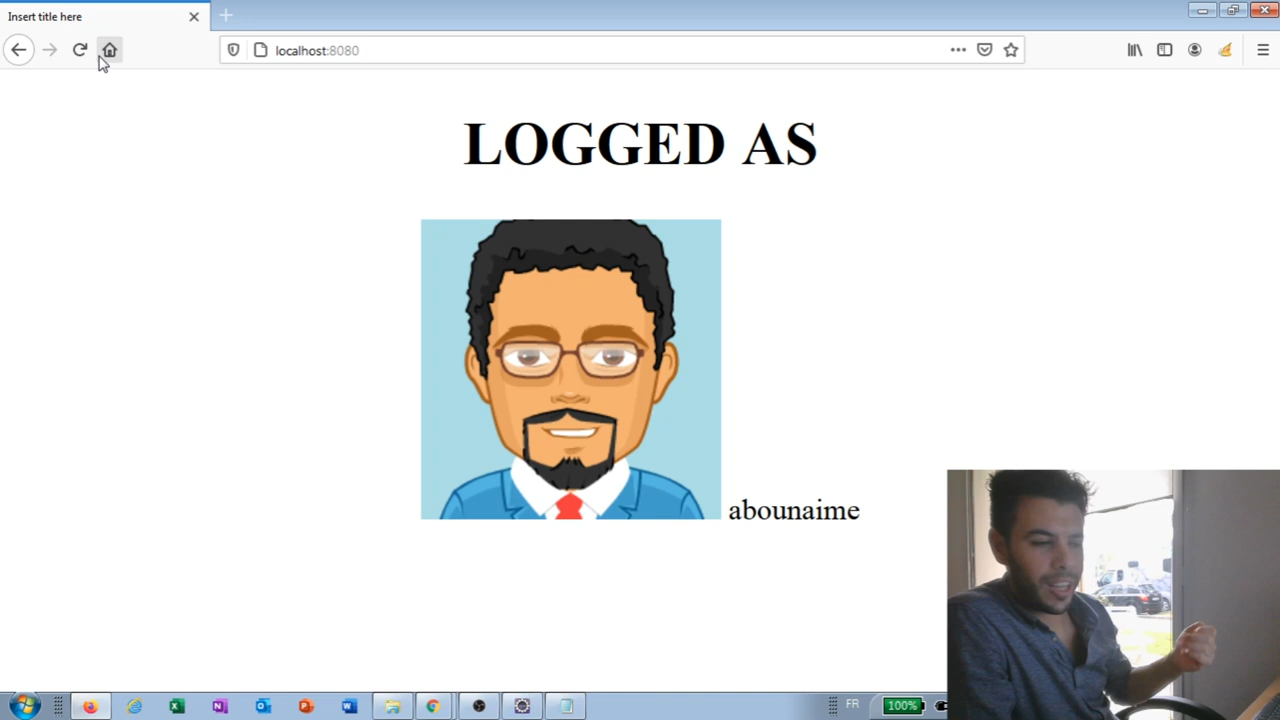 Insert title here
localhost:8080
LOGGED AS
abounaime
FR
100%